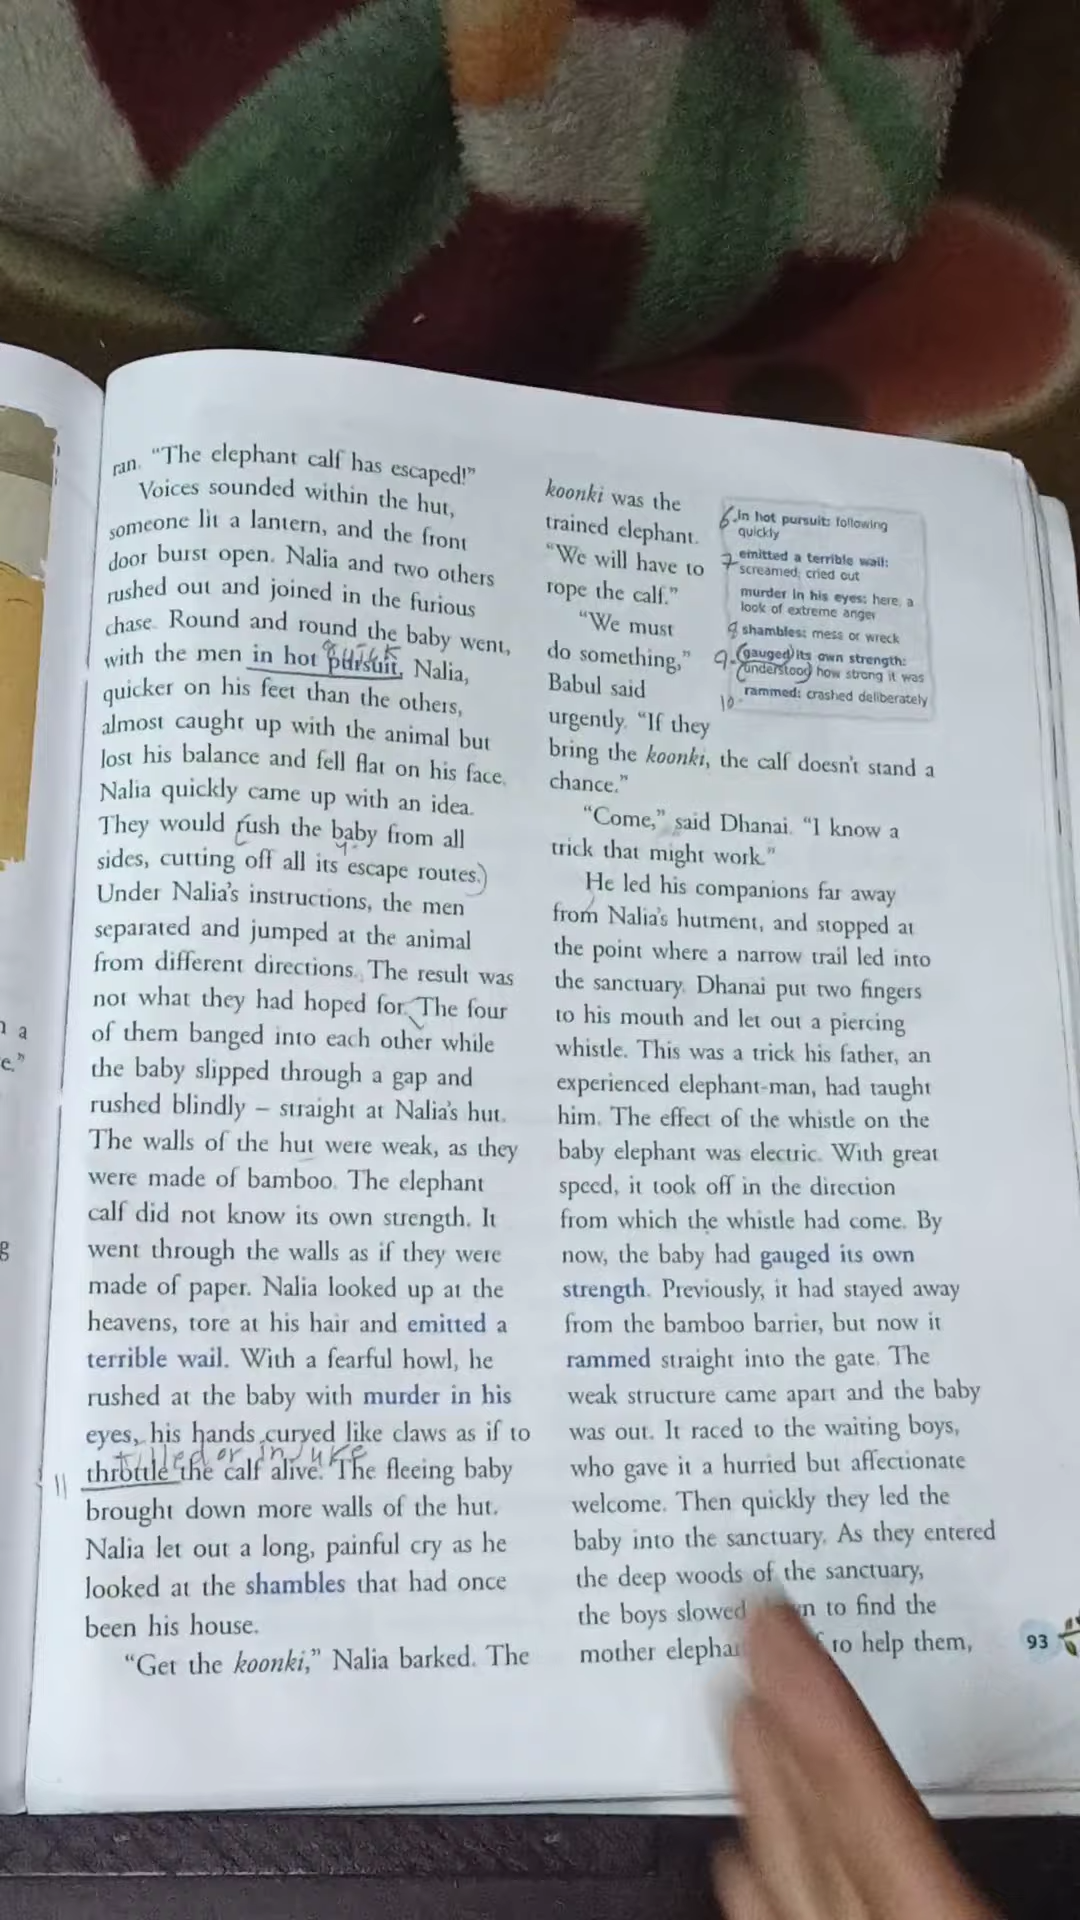 ran. “The elephant calf has escaped!”
Voices sounded within the hut,
someone lit a lantern, and the front
door burst open. Nalia and two others
rushed out and joined in the furious
chase. Round and round the baby went,
quick
with the men in hot pursuit. Nalia,
quicker on his feet than the others,
almost caught up with the animal but
lost his balance and fell flat on his face.
Nalia quickly came up with an idea.
They would rush the baby from all
sides, cutting off all its escape routes.)
Under Nalia’s instructions, the men
separated and jumped at the animal
from different directions. The result was
not what they had hoped for. The four
of them banged into each other while
the baby slipped through a gap and
rushed blindly – straight at Nalia’s hut.
The walls of the hut were weak, as they
were made of bamboo. The elephant
calf did not know its own strength. It
went through the walls as if they were
made of paper. Nalia looked up at the
heavens, tore at his hair and emitted a
terrible wail. With a fearful howl, he
rushed at the baby with murder in his
eyes, his hands curved like claws as if to
or injure
11 throttle the calf alive. The fleeing baby
brought down more walls of the hut.
Nalia let out a long, painful cry as he
looked at the shambles that had once
been his house.
“Get the koonki,” Nalia barked. The
koonki was the
trained elephant.
“We will have to
rope the calf.”
“We must
do something,”
Babul said
urgently. “If they
bring the koonki, the calf doesn’t stand a
chance.”
“Come,” said Dhanai. “I know a
trick that might work.”
He led his companions far away
from Nalia’s hutment, and stopped at
the point where a narrow trail led into
the sanctuary. Dhanai put two fingers
to his mouth and let out a piercing
whistle. This was a trick his father, an
experienced elephant-man, had taught
him. The effect of the whistle on the
baby elephant was electric. With great
speed, it took off in the direction
from which the whistle had come. By
now, the baby had gauged its own
strength. Previously, it had stayed away
from the bamboo barrier, but now it
rammed straight into the gate. The
weak structure came apart and the baby
was out. It raced to the waiting boys,
who gave it a hurried but affectionate
welcome. Then quickly they led the
baby into the sanctuary. As they entered
the deep woods of the sanctuary,
the boys slowed to find the
mother to help them,
6. in hot pursuit: following
quickly
7 emitted a terrible wail:
screamed; cried out
murder in his eyes: here, a
look of extreme anger
9 shambles: mess or wreck
9. (gauged) its own strength:
(understood) how strong it was
10. rammed: crashed deliberately
93
a
e.”
g